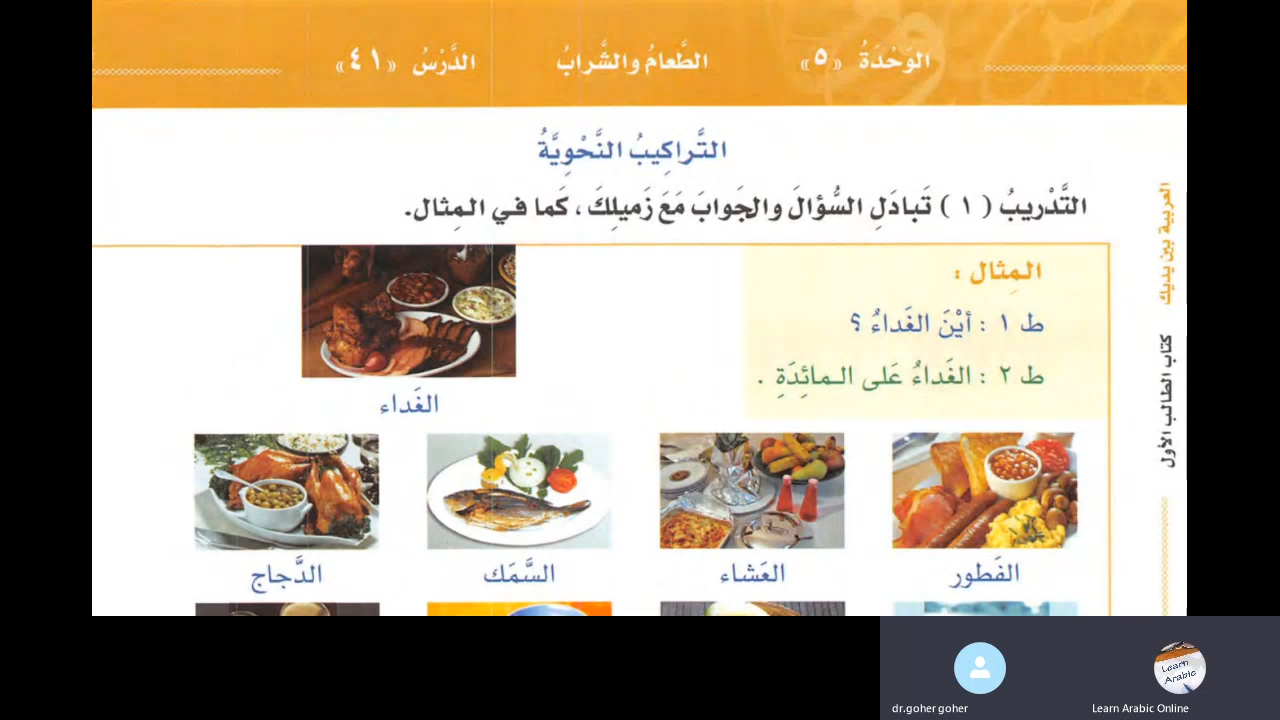 الوَحْدَةُ «٥» الطَّعامُ والشَّرابُ الدَّرْسُ «٤١»
التَّراكِيبُ النَّحْوِيَّةُ
التَّدْريبُ ( ١ ) تَبادَلِ السُّؤالَ والجَوابَ مَعَ زَميلِكَ ، كَما في المِثال.
المِثال :
ط ١ : أيْنَ الغَداءُ ؟
ط ٢ : الغَداءُ عَلى المائِدَةِ .
الغَداء
الفَطور العَشاء السَّمَك الدَّجاج
العربية بين يديك
كتاب الطالب الأول
dr.goher goher
Learn Arabic
Learn Arabic Online